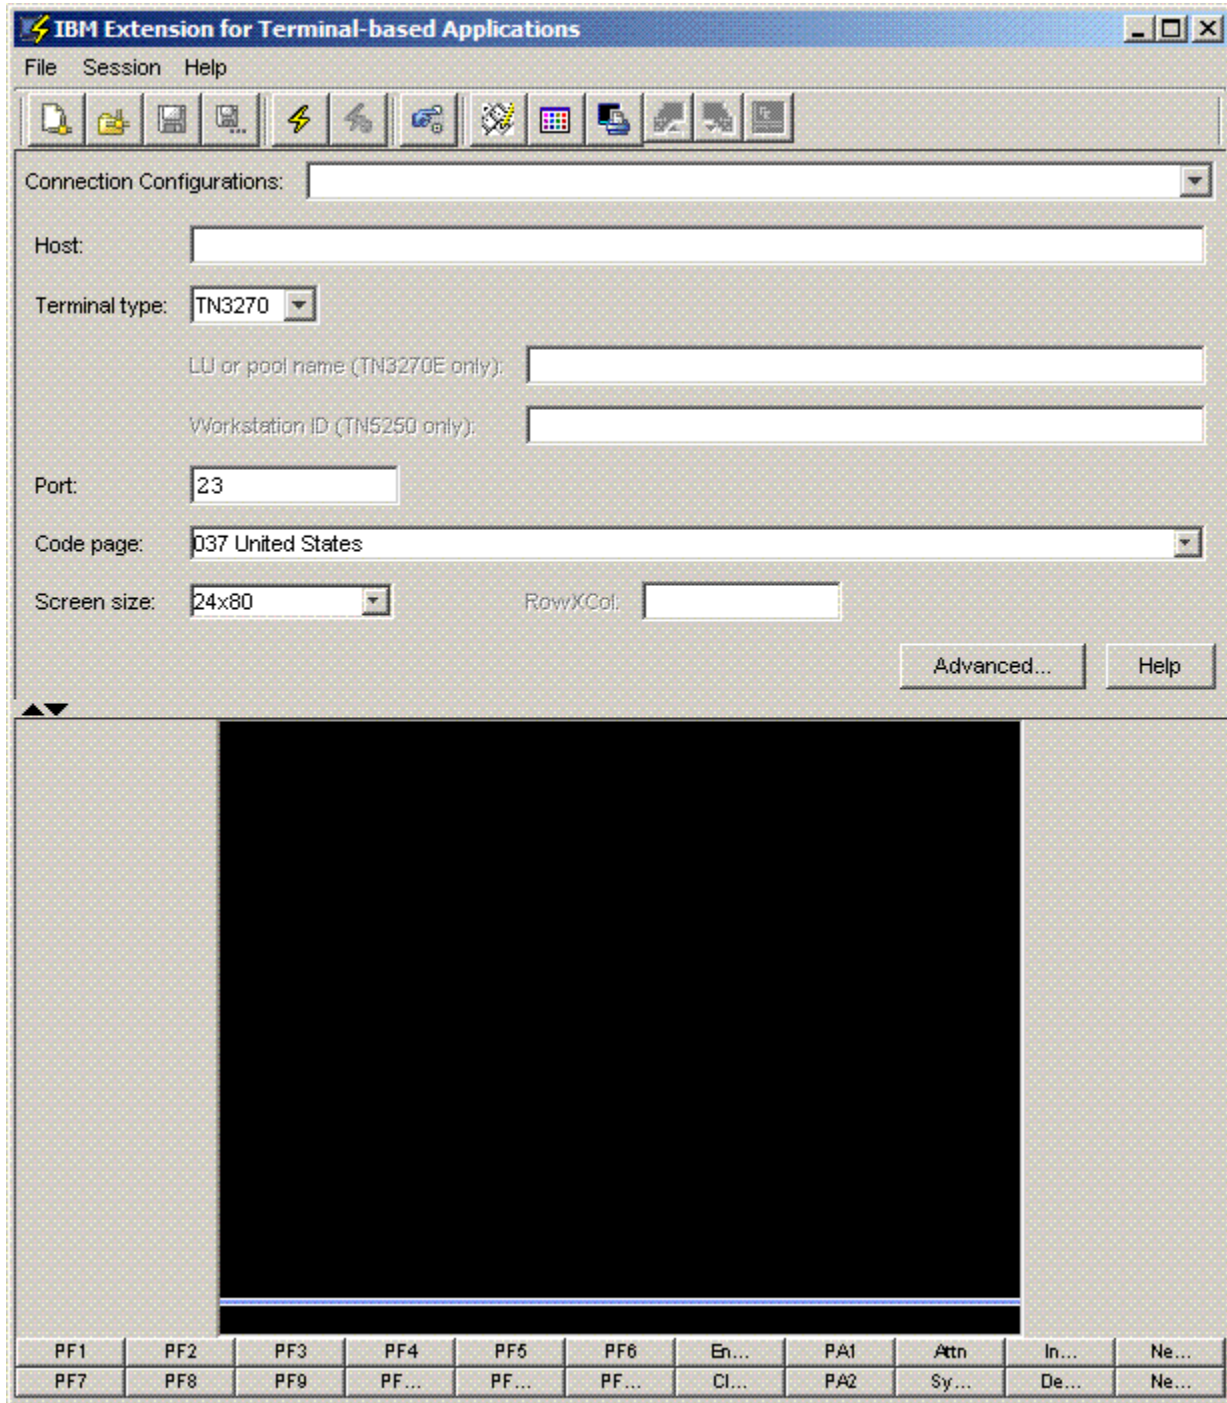 IBM Extension for Terminal-based Applications
File Session Help
Connection Configurations:
Host:
Terminal type: TN3270
LU or pool name (TN3270E only):
Workstation ID (TN5250 only):
Port: 23
Code page: 037 United States
Screen size: 24x80 RowXCol:
Advanced... Help
PF1 PF2 PF3 PF4 PF5 PF6 En... PA1 Attn In... Ne...
PF7 PF8 PF9 PF... PF... PF... Cl... PA2 Sy... De... Ne...